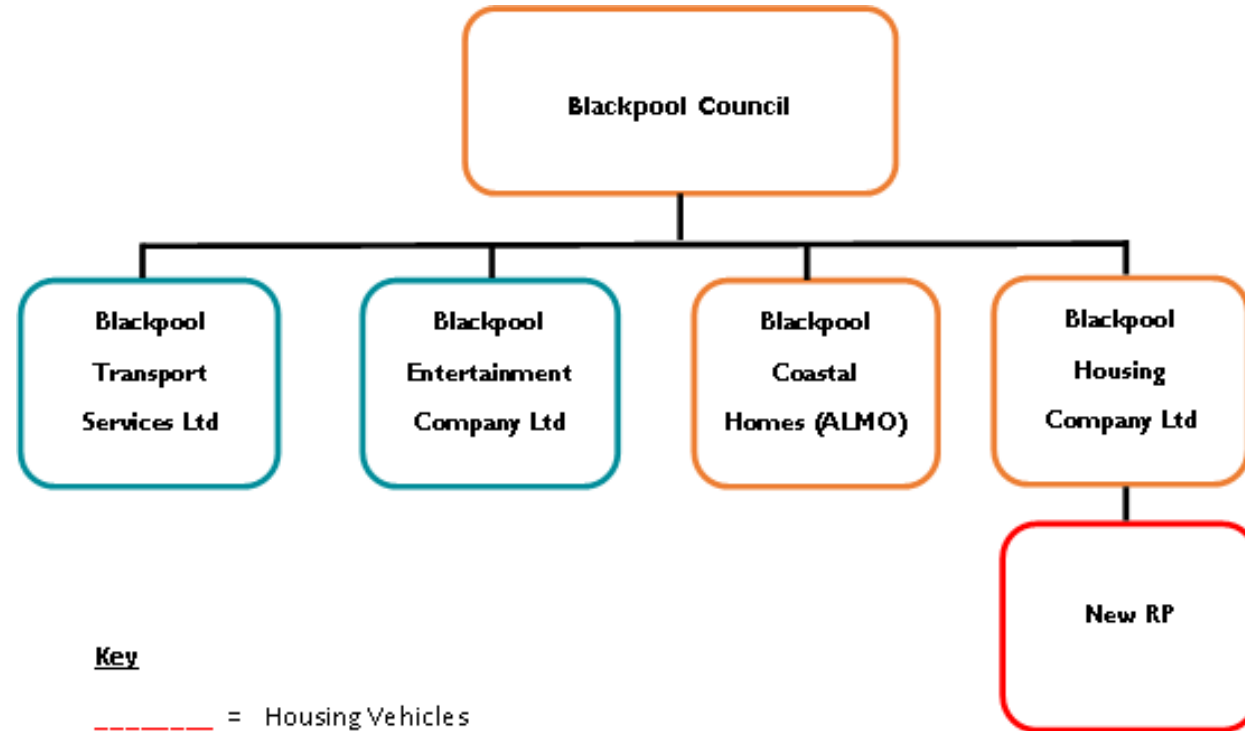 Blackpool Council
Blackpool
Transport
Services Ltd
Blackpool
Entertainment
Company Ltd
Blackpool
Coastal
Homes (ALMO)
Blackpool
Housing
Company Ltd
New RP
Key
________ = Housing Vehicles